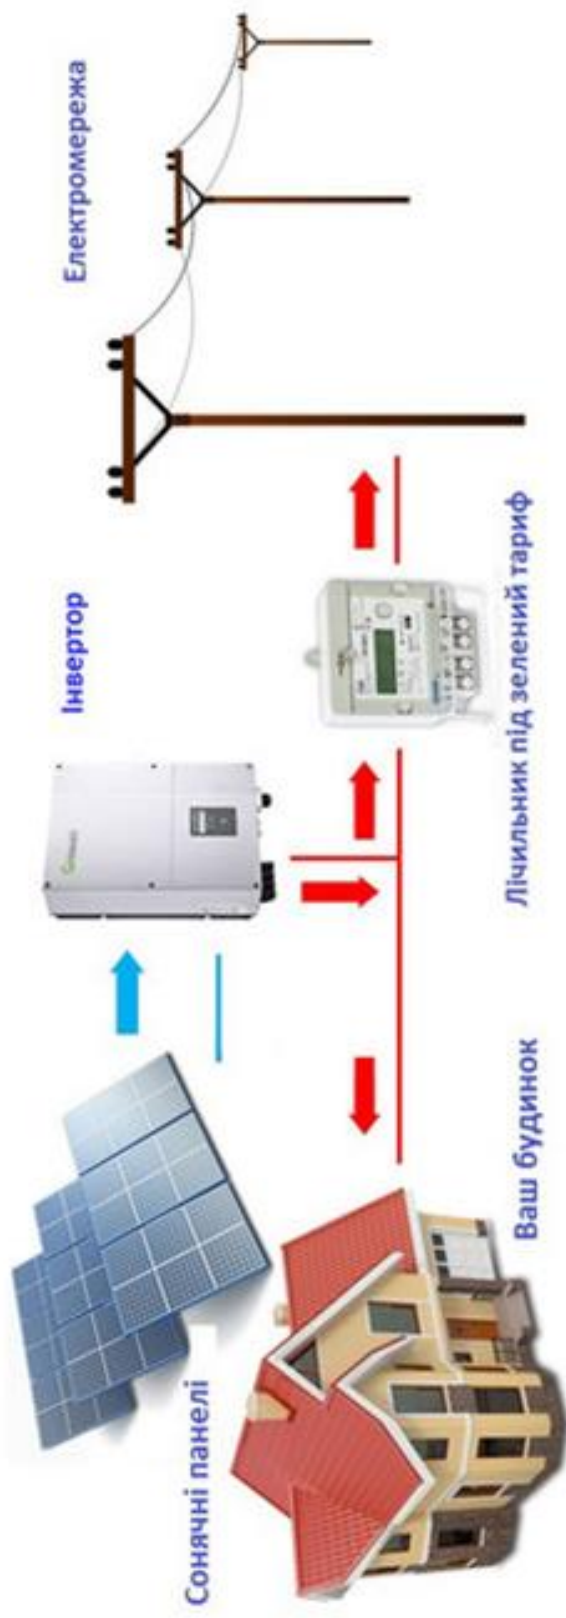 Сонячні панелі
Інвертор
Електромережа
Ваш будинок
Лічильник під зелений тариф